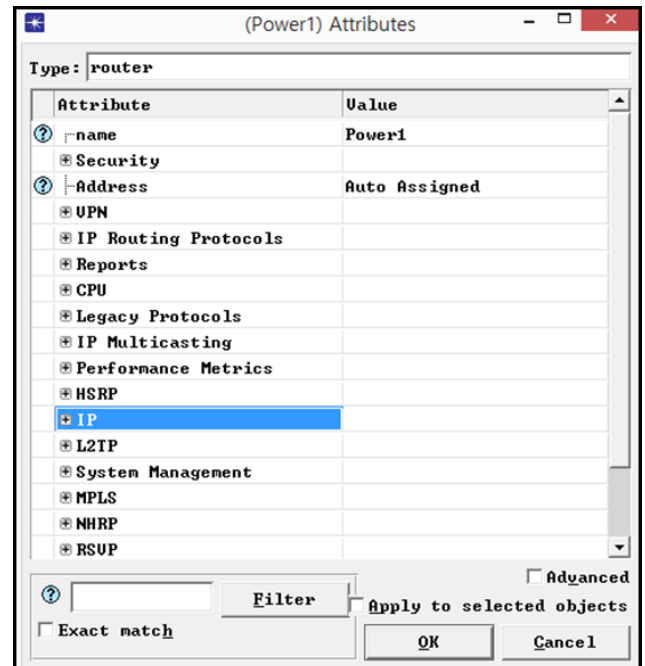 (Power1) Attributes
Type: router
Attribute Value
name Power1
Security
Address Auto Assigned
VPN
IP Routing Protocols
Reports
CPU
Legacy Protocols
IP Multicasting
Performance Metrics
HSRP
IP
L2TP
System Management
MPLS
NHRP
RSVP
Advanced
Filter
Apply to selected objects
Exact match
OK Cancel